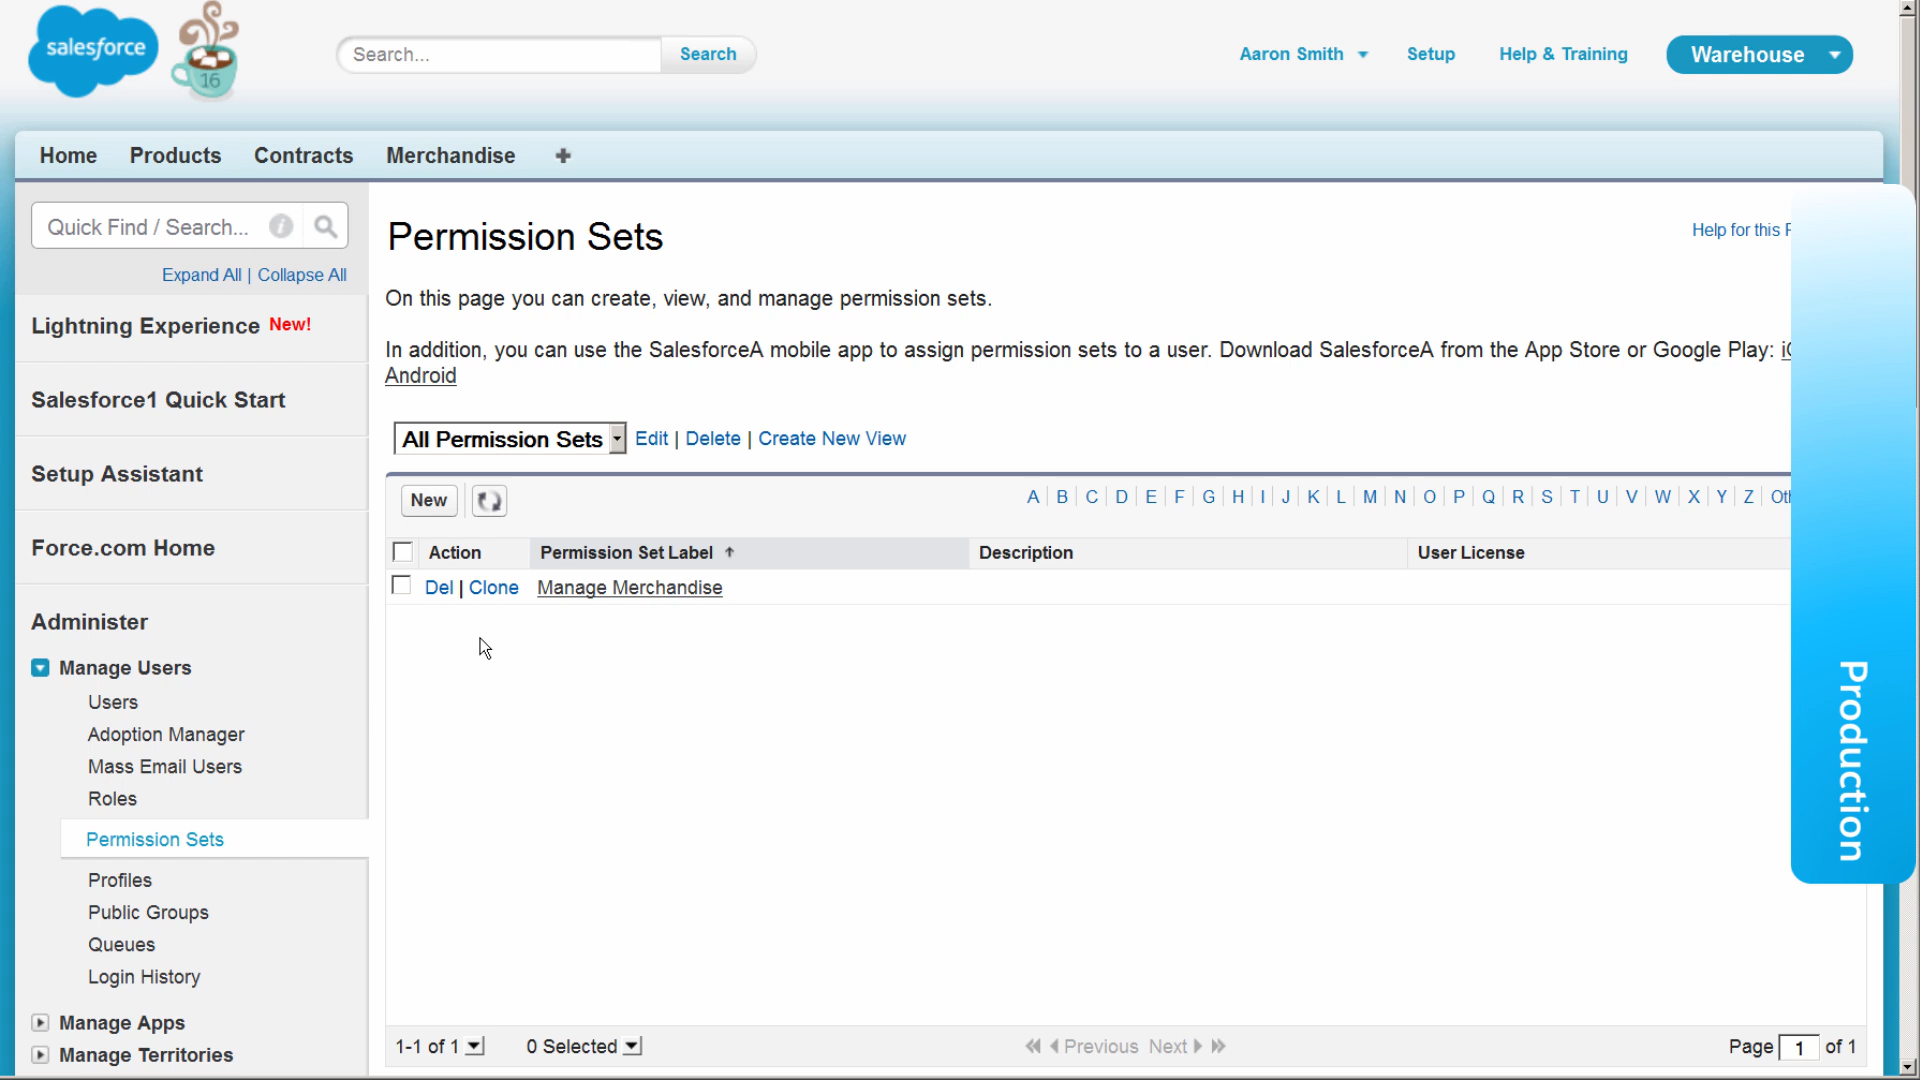 salesforce
16
Search...
Search
Aaron Smith
Setup
Help & Training
Warehouse
Home
Products
Contracts
Merchandise
Quick Find / Search...
Expand All | Collapse All
Lightning Experience New!
Salesforce1 Quick Start
Setup Assistant
Force.com Home
Administer
Manage Users
Users
Adoption Manager
Mass Email Users
Roles
Permission Sets
Profiles
Public Groups
Queues
Login History
Manage Apps
Manage Territories
Permission Sets
Help for this
On this page you can create, view, and manage permission sets.
In addition, you can use the SalesforceA mobile app to assign permission sets to a user. Download SalesforceA from the App Store or Google Play:
Android
All Permission Sets Edit | Delete | Create New View
New
A | B | C | D | E | F | G | H | I | J | K | L | M | N | O | P | Q | R | S | T | U | V | W | X | Y | Z |
Action Permission Set Label Description User License
Del | Clone Manage Merchandise
1-1 of 1 0 Selected Previous Next Page 1 of 1
Production